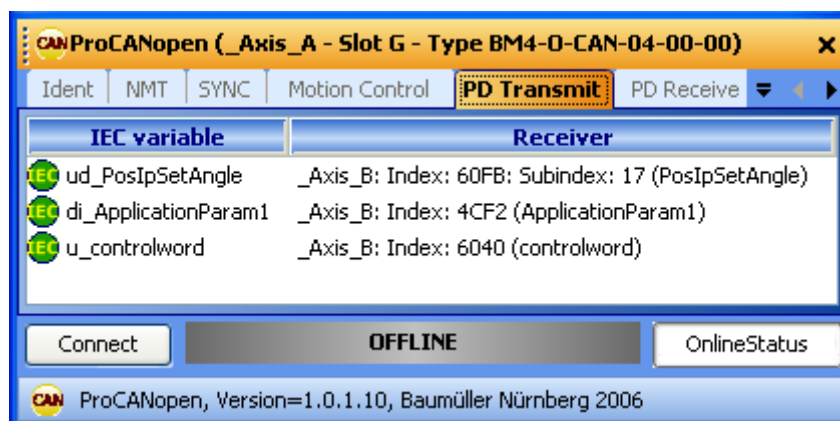 CAN ProCANopen (_Axis_A - Slot G - Type BM4-O-CAN-04-00-00)
Ident NMT SYNC Motion Control PD Transmit PD Receive
IEC variable Receiver
IEC ud_PosIpSetAngle _Axis_B: Index: 60FB: Subindex: 17 (PosIpSetAngle)
IEC di_ApplicationParam1 _Axis_B: Index: 4CF2 (ApplicationParam1)
IEC u_controlword _Axis_B: Index: 6040 (controlword)
Connect OFFLINE OnlineStatus
CAN ProCANopen, Version=1.0.1.10, Baumüller Nürnberg 2006